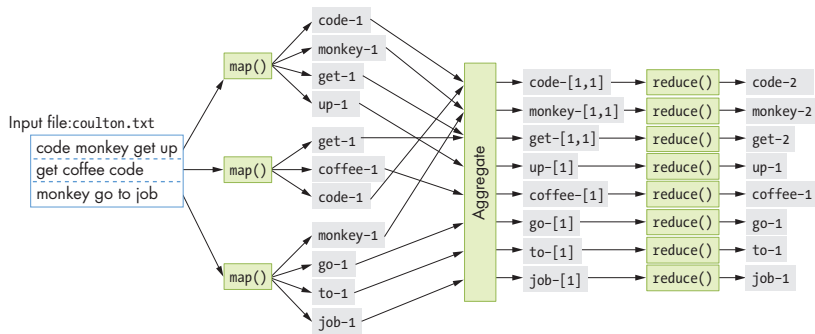 Input file:coulton.txt
code monkey get up
get coffee code
monkey go to job
map()
map()
map()
code-1
monkey-1
get-1
up-1
get-1
coffee-1
code-1
monkey-1
go-1
to-1
job-1
Aggregate
code-[1,1]
monkey-[1,1]
get-[1,1]
up-[1]
coffee-[1]
go-[1]
to-[1]
job-[1]
reduce()
reduce()
reduce()
reduce()
reduce()
reduce()
reduce()
reduce()
code-2
monkey-2
get-2
up-1
coffee-1
go-1
to-1
job-1